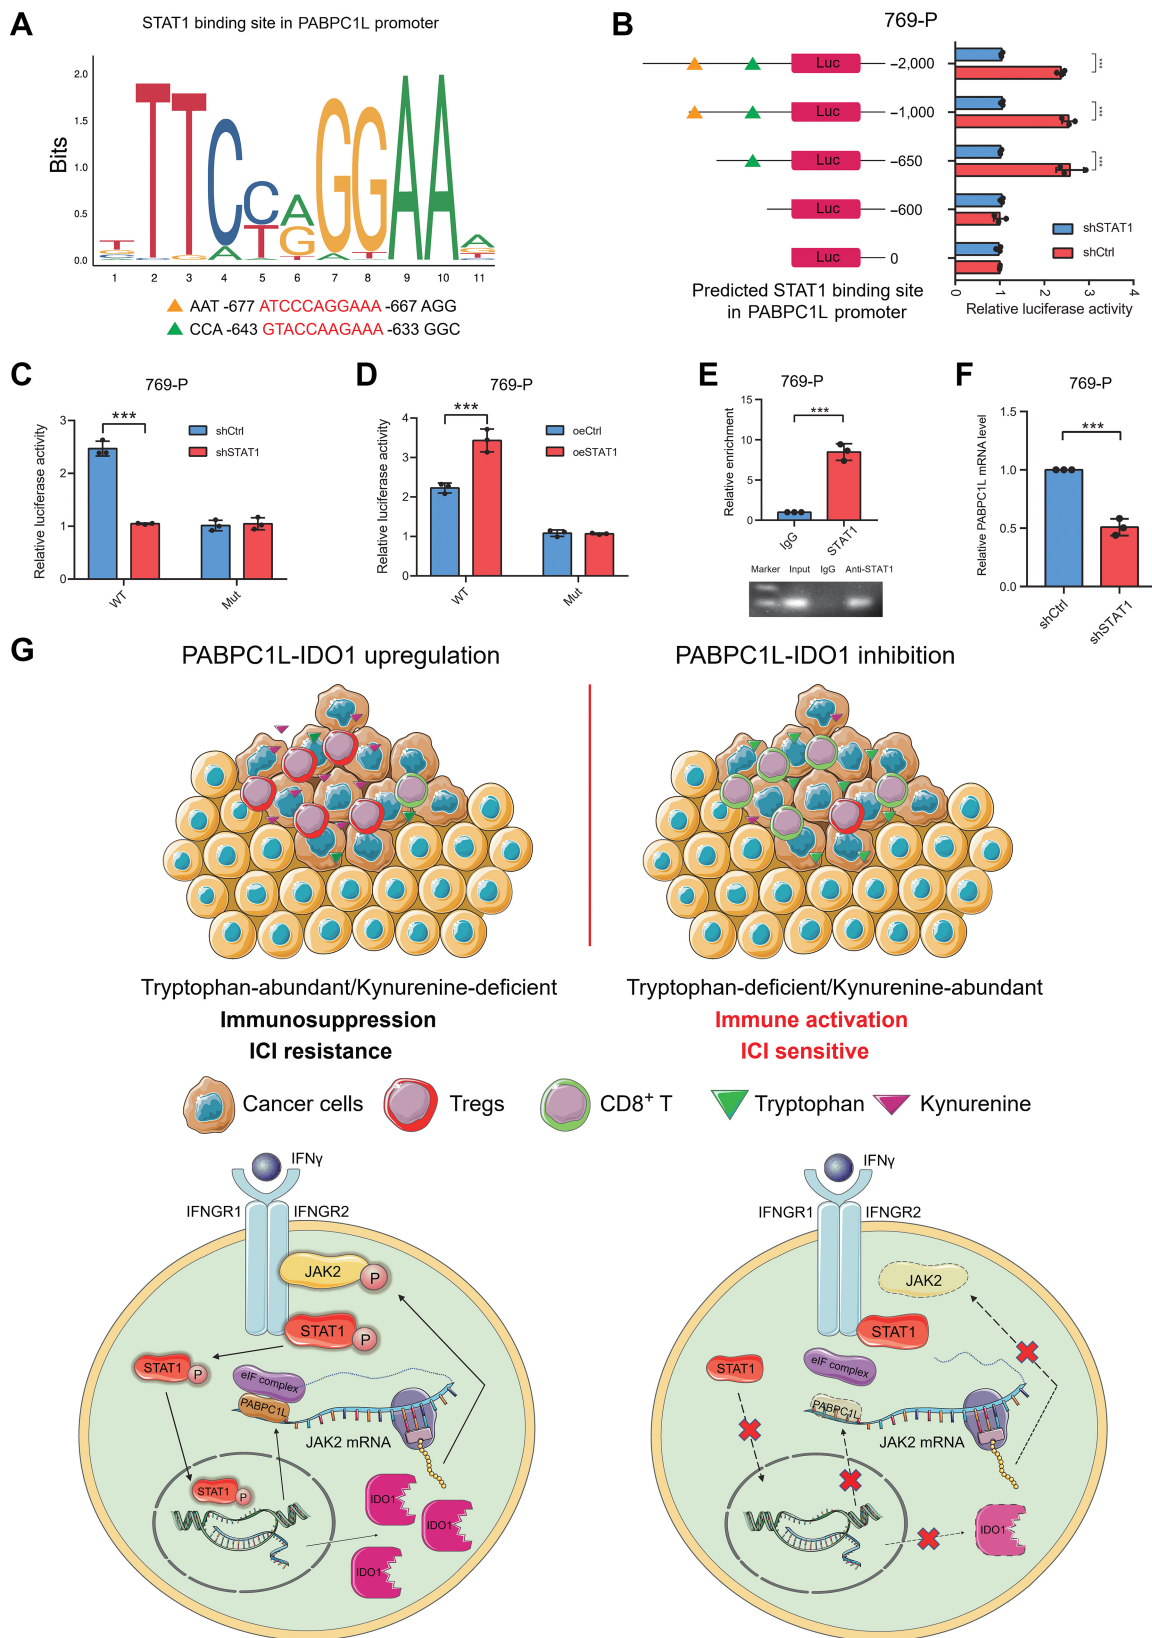 A
STAT1 binding site in PABPC1L promoter
Bits
2.0
1.5
1.0
0.5
0.0
1 2 3 4 5 6 7 8 9 10 11
AAT -677 ATCCCAGGAAA -667 AGG
CCA -643 GTACCAAGAAA -633 GGC
B
769-P
Luc
–2,000
***
Luc
–1,000
***
Luc
–650
***
Luc
–600
Luc
0
shSTAT1
shCtrl
0 1 2 3 4
Relative luciferase activity
Predicted STAT1 binding site
in PABPC1L promoter
C
769-P
Relative luciferase activity
3
2
1
0
***
shCtrl
shSTAT1
WT
Mut
D
769-P
Relative luciferase activity
4
3
2
1
0
***
oeCtrl
oeSTAT1
WT
Mut
E
769-P
Relative enrichment
15
10
5
0
***
IgG
STAT1
Marker Input IgG Anti-STAT1
F
769-P
Relative PABPC1L mRNA level
1.5
1.0
0.5
0.0
***
shCtrl
shSTAT1
G
PABPC1L-IDO1 upregulation
PABPC1L-IDO1 inhibition
Tryptophan-abundant/Kynurenine-deficient
Immunosuppression
ICI resistance
Tryptophan-deficient/Kynurenine-abundant
Immune activation
ICI sensitive
Cancer cells
Tregs
CD8+ T
Tryptophan
Kynurenine
IFNγ
IFNGR1
IFNGR2
JAK2
P
STAT1
P
STAT1
P
eIF complex
PABPC1L
JAK2 mRNA
STAT1
P
IDO1
IDO1
IDO1
IFNγ
IFNGR1
IFNGR2
JAK2
STAT1
STAT1
eIF complex
PABPC1L
JAK2 mRNA
IDO1